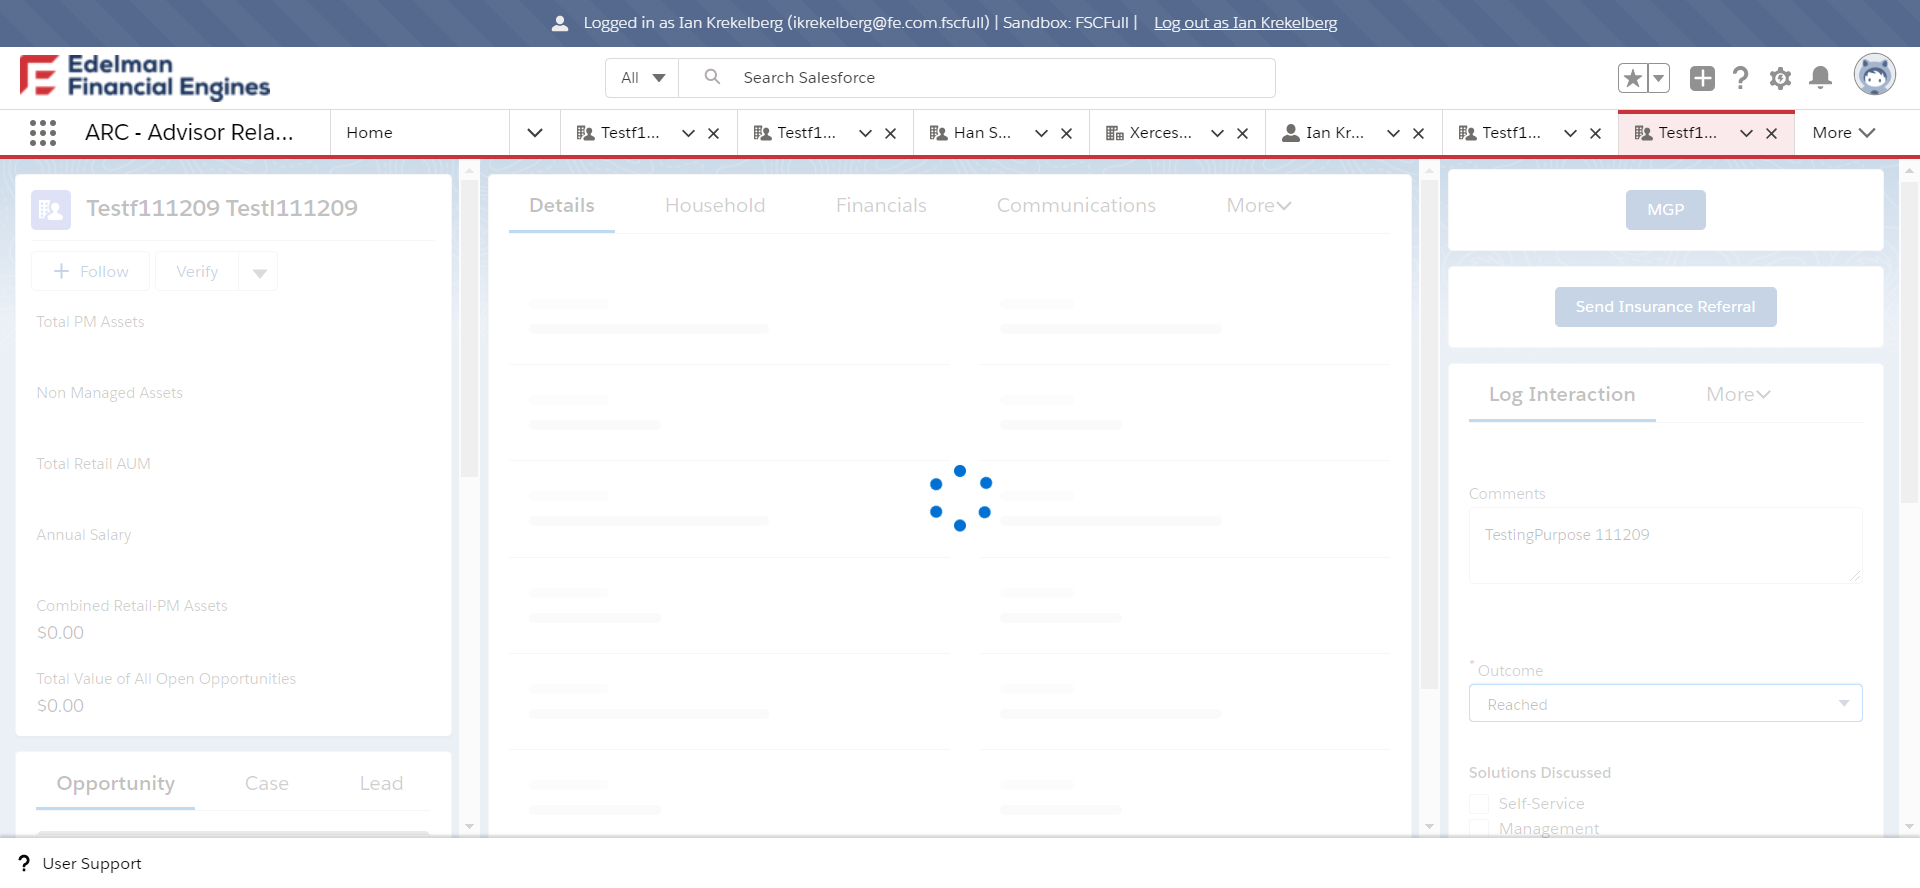 Logged in as Ian Krekelberg (ikrekelberg@fe.com.fscfull) | Sandbox: FSCFull | Log out as Ian Krekelberg
Edelman
Financial Engines
All
Search Salesforce
ARC - Advisor Rela...
Home
Testf1...
Testf1...
Han S...
Xerces...
Ian Kr...
Testf1...
Testf1...
More
Testf111209 Testl111209
Follow
Verify
Total PM Assets
Non Managed Assets
Total Retail AUM
Annual Salary
Combined Retail-PM Assets
$0.00
Total Value of All Open Opportunities
$0.00
Opportunity
Case
Lead
Details
Household
Financials
Communications
More
MGP
Send Insurance Referral
Log Interaction
More
Comments
TestingPurpose 111209
*Outcome
Reached
Solutions Discussed
Self-Service
Management
? User Support